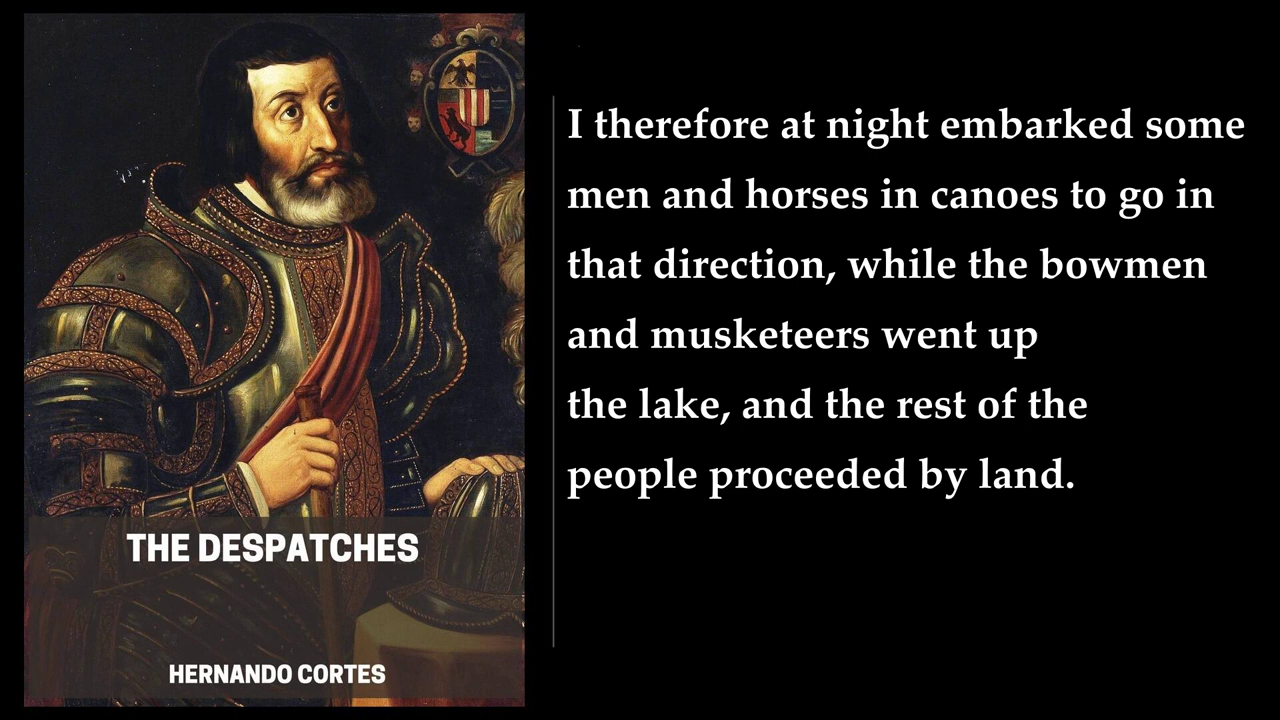 THE DESPATCHES
HERNANDO CORTES
I therefore at night embarked some
men and horses in canoes to go in
that direction, while the bowmen
and musketeers went up
the lake, and the rest of the
people proceeded by land.